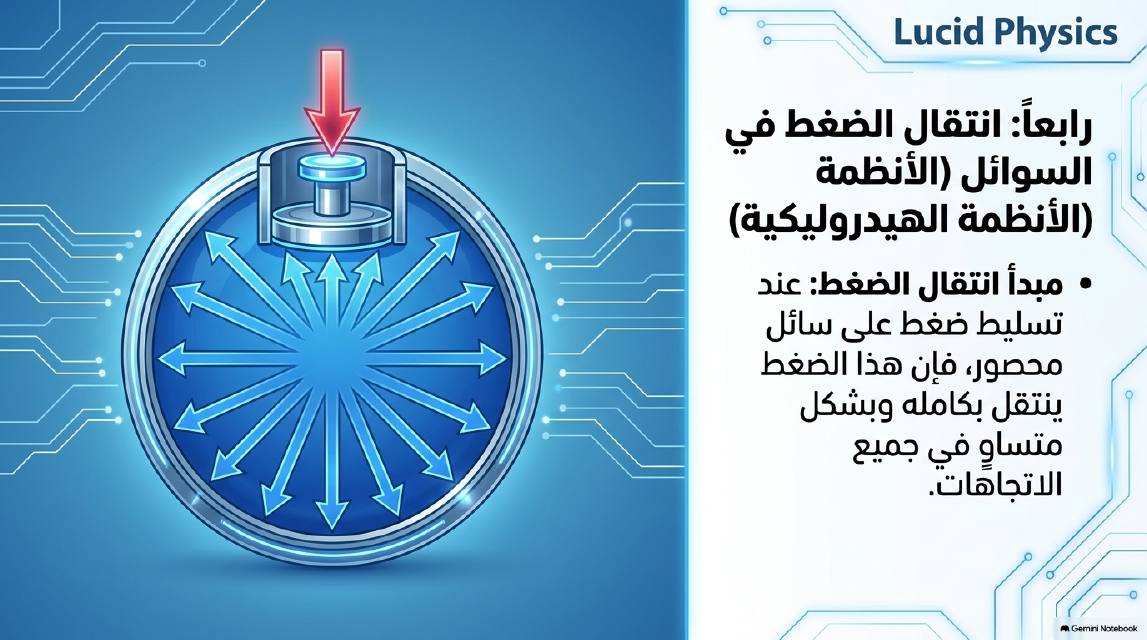 Lucid Physics
رابعاً: انتقال الضغط في
السوائل (الأنظمة
(الأنظمة الهيدروليكية)
• مبدأ انتقال الضغط: عند
تسليط ضغط على سائل
محصور، فإن هذا الضغط
ينتقل بكامله وبشكل
متساوٍ في جميع
الاتجاهات.
Gemini Notebook